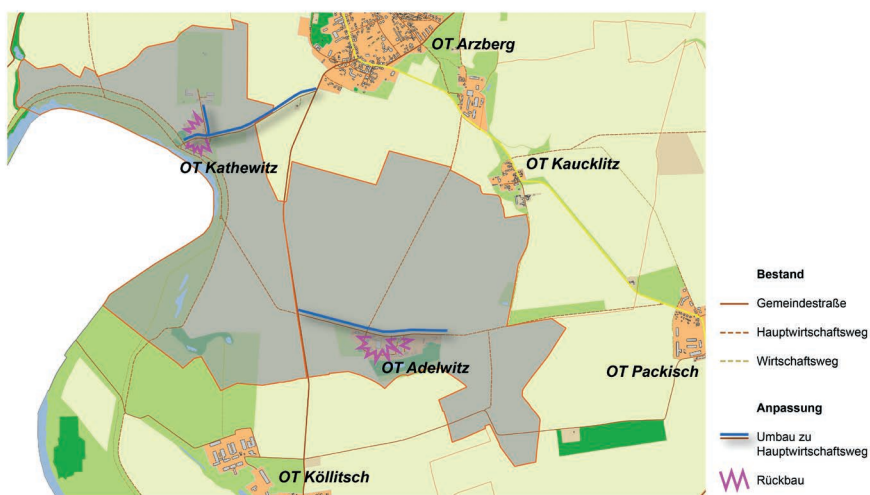 OT Arzberg
OT Kaucklitz
OT Kathewitz
OT Adelwitz
OT Packisch
OT Köllitsch
Bestand
Gemeindestraße
Hauptwirtschaftsweg
Wirtschaftsweg
Anpassung
Umbau zu
Hauptwirtschaftsweg
Rückbau